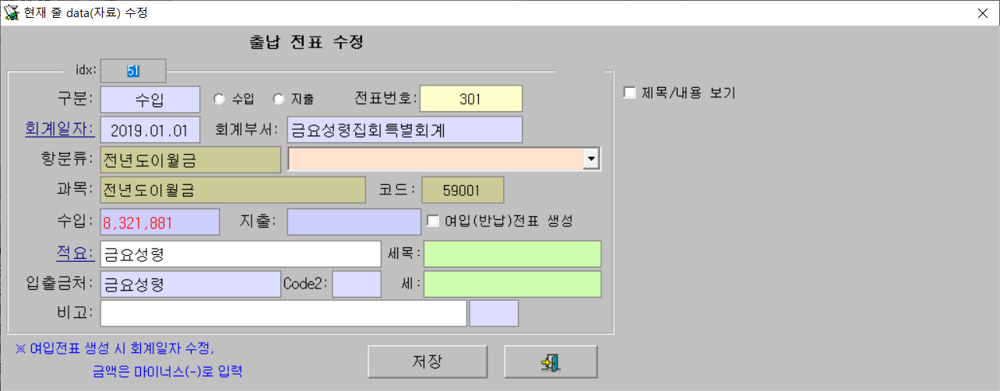 현재 줄 data(자료) 수정
출납 전표 수정
idx: 51
구분: 수입 수입 지출 전표번호: 301
제목/내용 보기
회계일자: 2019.01.01 회계부서: 금요성령집회특별회계
항분류: 전년도이월금
과목: 전년도이월금 코드: 59001
수입: 8,321,881 지출: 여입(반납)전표 생성
적요: 금요성령 세목:
입출금처: 금요성령 Code2: 세:
비고:
※ 여입전표 생성 시 회계일자 수정,
금액은 마이너스(-)로 입력
저장